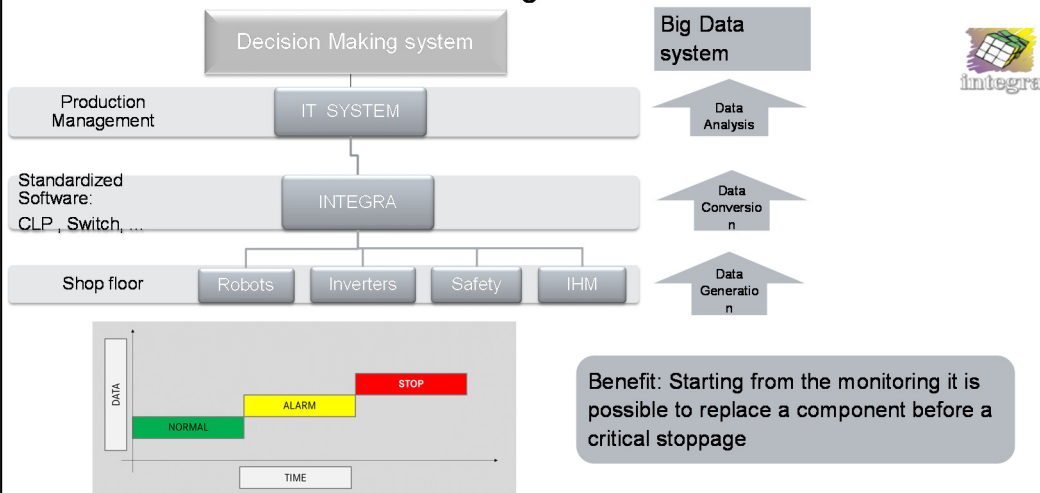 Decision Making system
Big Data
system
integra
Production
Management
IT SYSTEM
Data
Analysis
Standardized
Software:
CLP , Switch, ...
INTEGRA
Data
Conversio
n
Shop floor
Robots
Inverters
Safety
IHM
Data
Generatio
n
DATA
NORMAL
ALARM
STOP
TIME
Benefit: Starting from the monitoring it is
possible to replace a component before a
critical stoppage